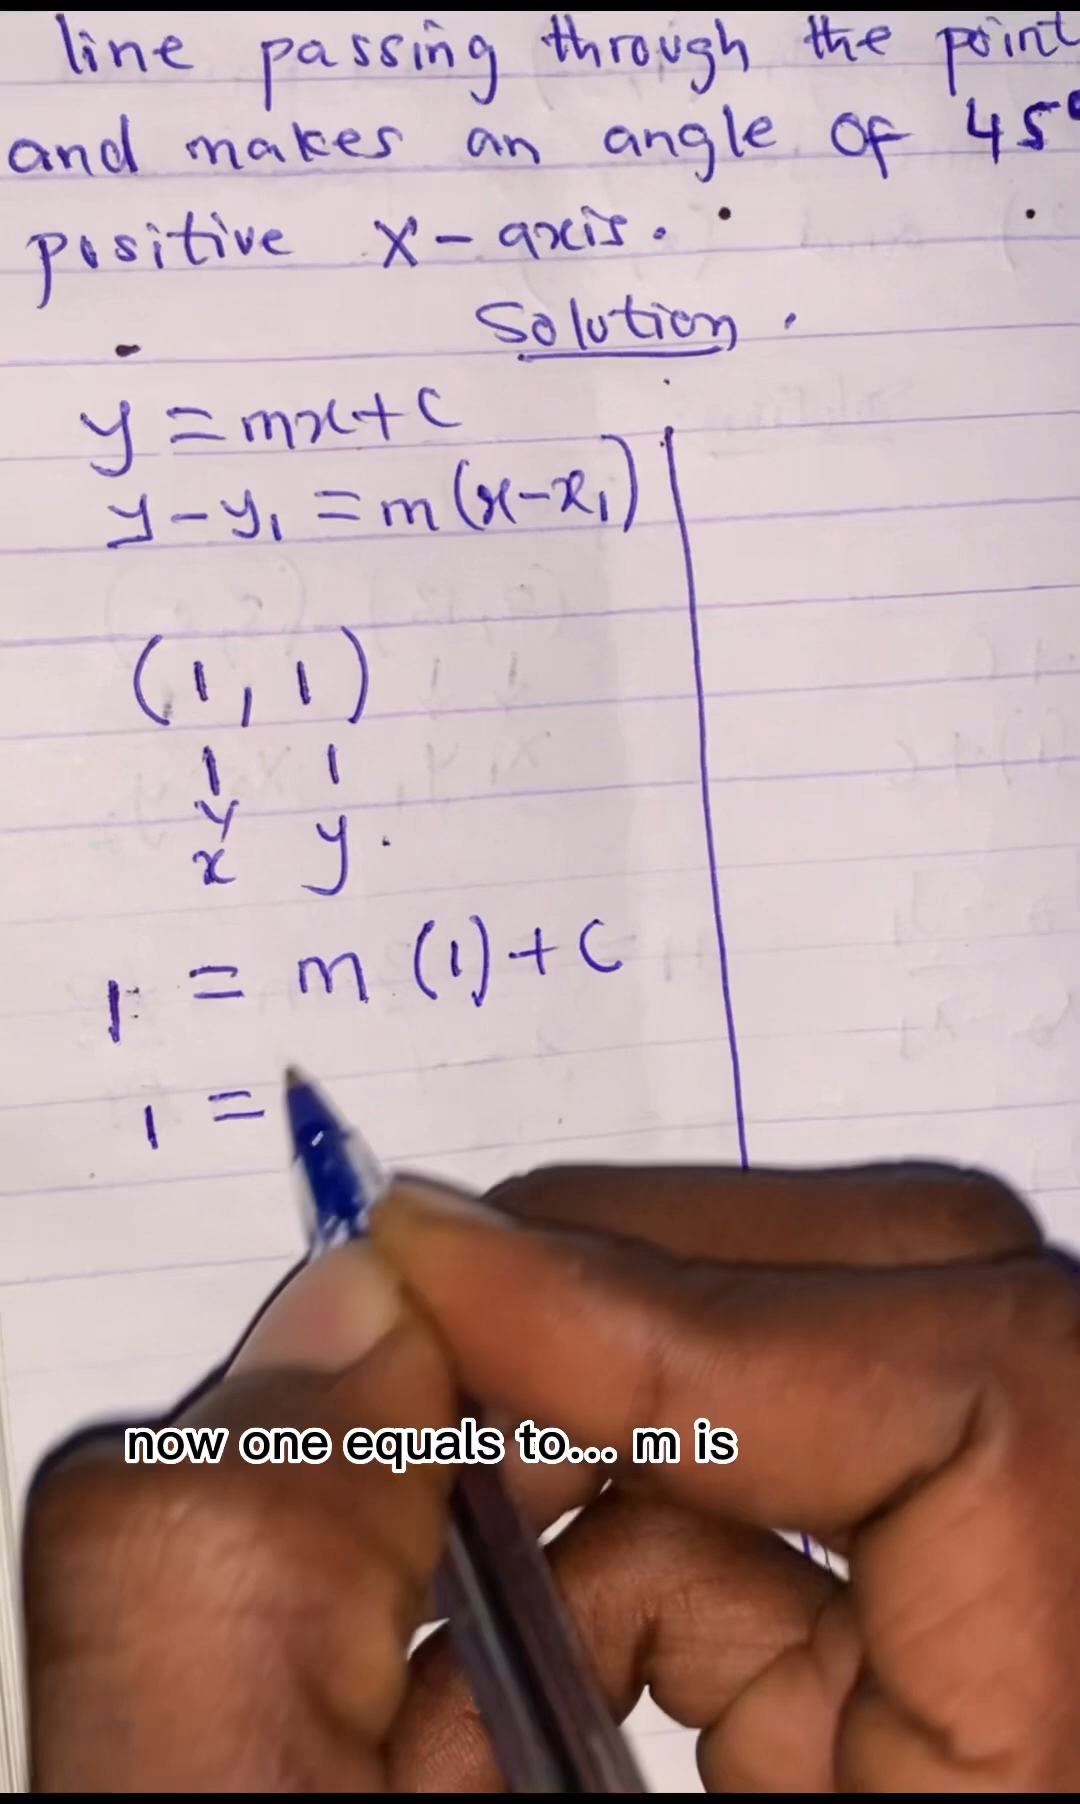 line passing through the point
and makes an angle of 45°
positive x-axis.
Solution.
y = mx+c
y-y₁ = m(x-x₁)
(1, 1)
x y.
1 = m (1)+c
1 =
now one equals to... m is